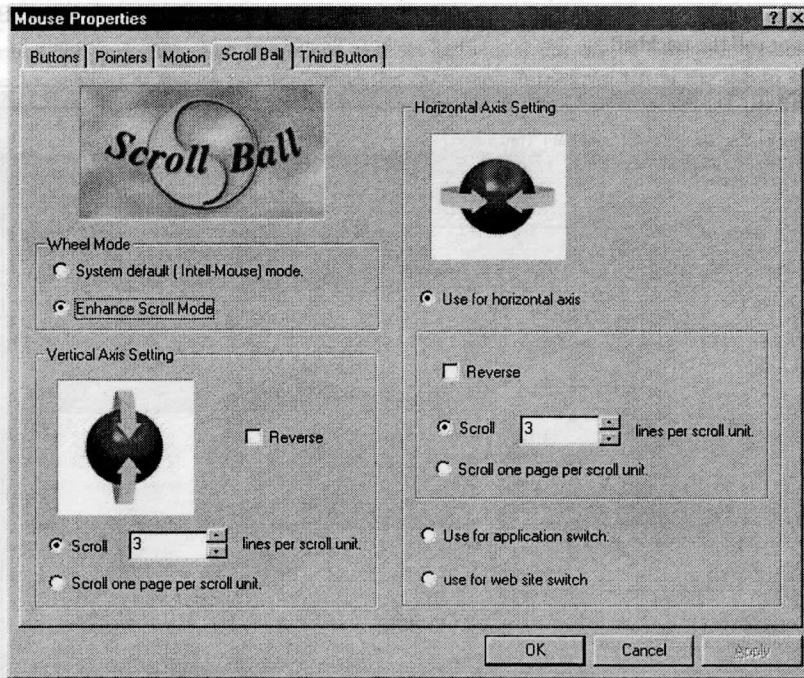 Mouse Properties
Buttons Pointers Motion Scroll Ball Third Button
Scroll Ball
Wheel Mode
System default ( Intell-Mouse) mode.
Enhance Scroll Mode
Vertical Axis Setting
Reverse
Scroll 3 lines per scroll unit.
Scroll one page per scroll unit.
Horizontal Axis Setting
Use for horizontal axis
Reverse
Scroll 3 lines per scroll unit.
Scroll one page per scroll unit.
Use for application switch.
use for web site switch
OK Cancel Apply